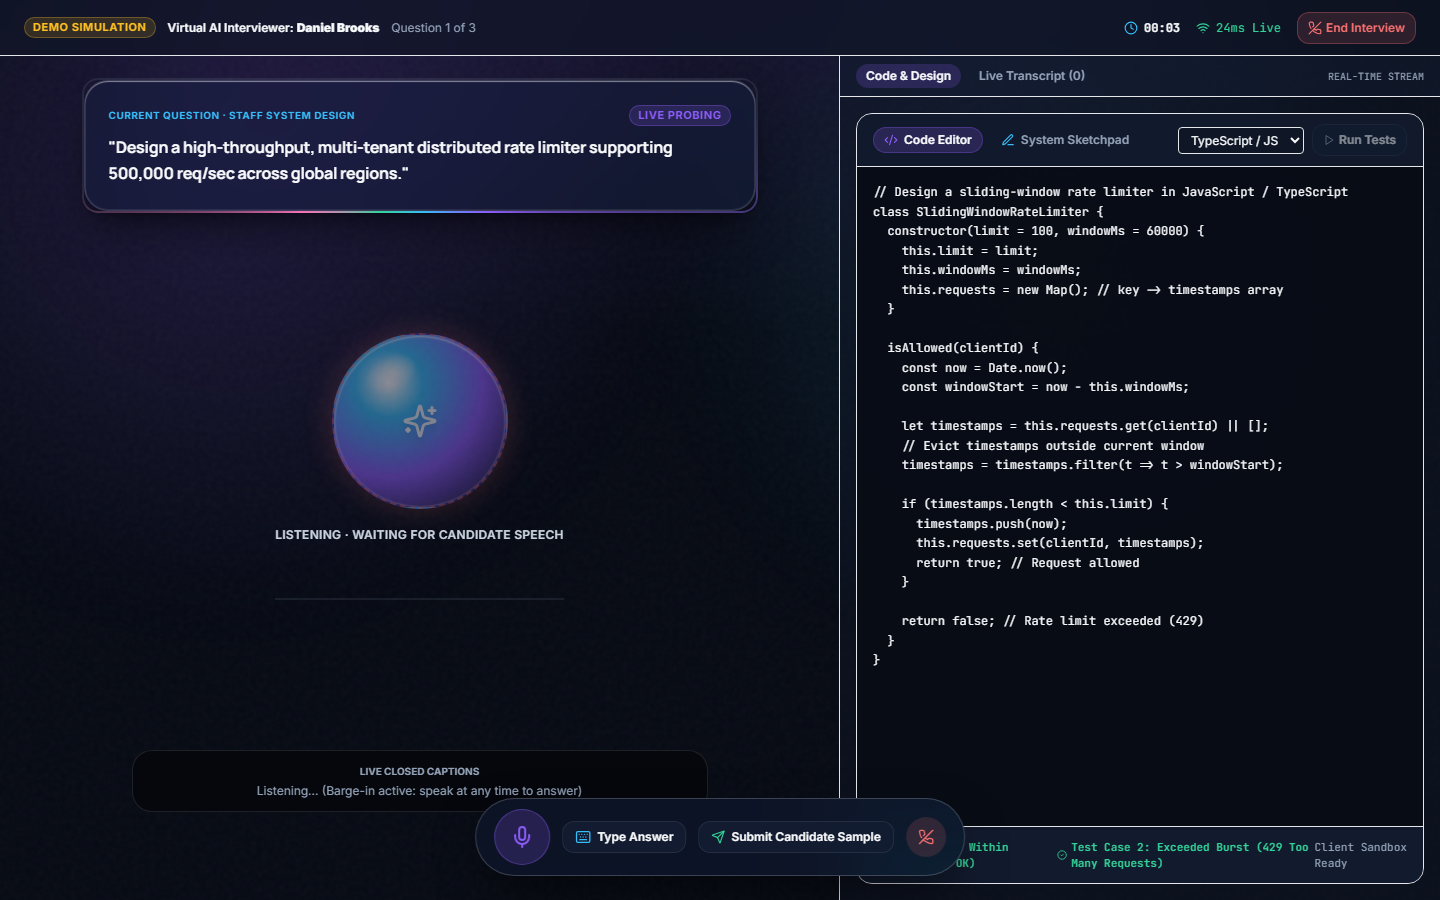 DEMO SIMULATION
Virtual AI Interviewer: Daniel Brooks
Question 1 of 3
00:03
24ms Live
End Interview
CURRENT QUESTION · STAFF SYSTEM DESIGN
LIVE PROBING
"Design a high-throughput, multi-tenant distributed rate limiter supporting
500,000 req/sec across global regions."
LISTENING · WAITING FOR CANDIDATE SPEECH
LIVE CLOSED CAPTIONS
Listening... (Barge-in active: speak at any time to answer)
Type Answer
Submit Candidate Sample
Code & Design
Live Transcript (0)
REAL-TIME STREAM
Code Editor
System Sketchpad
TypeScript / JS
Run Tests
// Design a sliding-window rate limiter in JavaScript / TypeScript
class SlidingWindowRateLimiter {
  constructor(limit = 100, windowMs = 60000) {
    this.limit = limit;
    this.windowMs = windowMs;
    this.requests = new Map(); // key -> timestamps array
  }
  isAllowed(clientId) {
    const now = Date.now();
    const windowStart = now - this.windowMs;
    let timestamps = this.requests.get(clientId) || [];
    // Evict timestamps outside current window
    timestamps = timestamps.filter(t => t > windowStart);
    if (timestamps.length < this.limit) {
      timestamps.push(now);
      this.requests.set(clientId, timestamps);
      return true; // Request allowed
    }
    return false; // Rate limit exceeded (429)
  }
}
Within
OK)
Test Case 2: Exceeded Burst (429 Too
Many Requests)
Client Sandbox
Ready